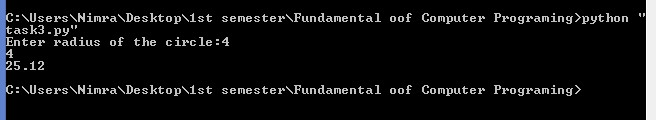 C:\Users\Nimra\Desktop\1st semester\Fundamental oof Computer Programing>python "
task3.py"
Enter radius of the circle:4
4
25.12
C:\Users\Nimra\Desktop\1st semester\Fundamental oof Computer Programing>